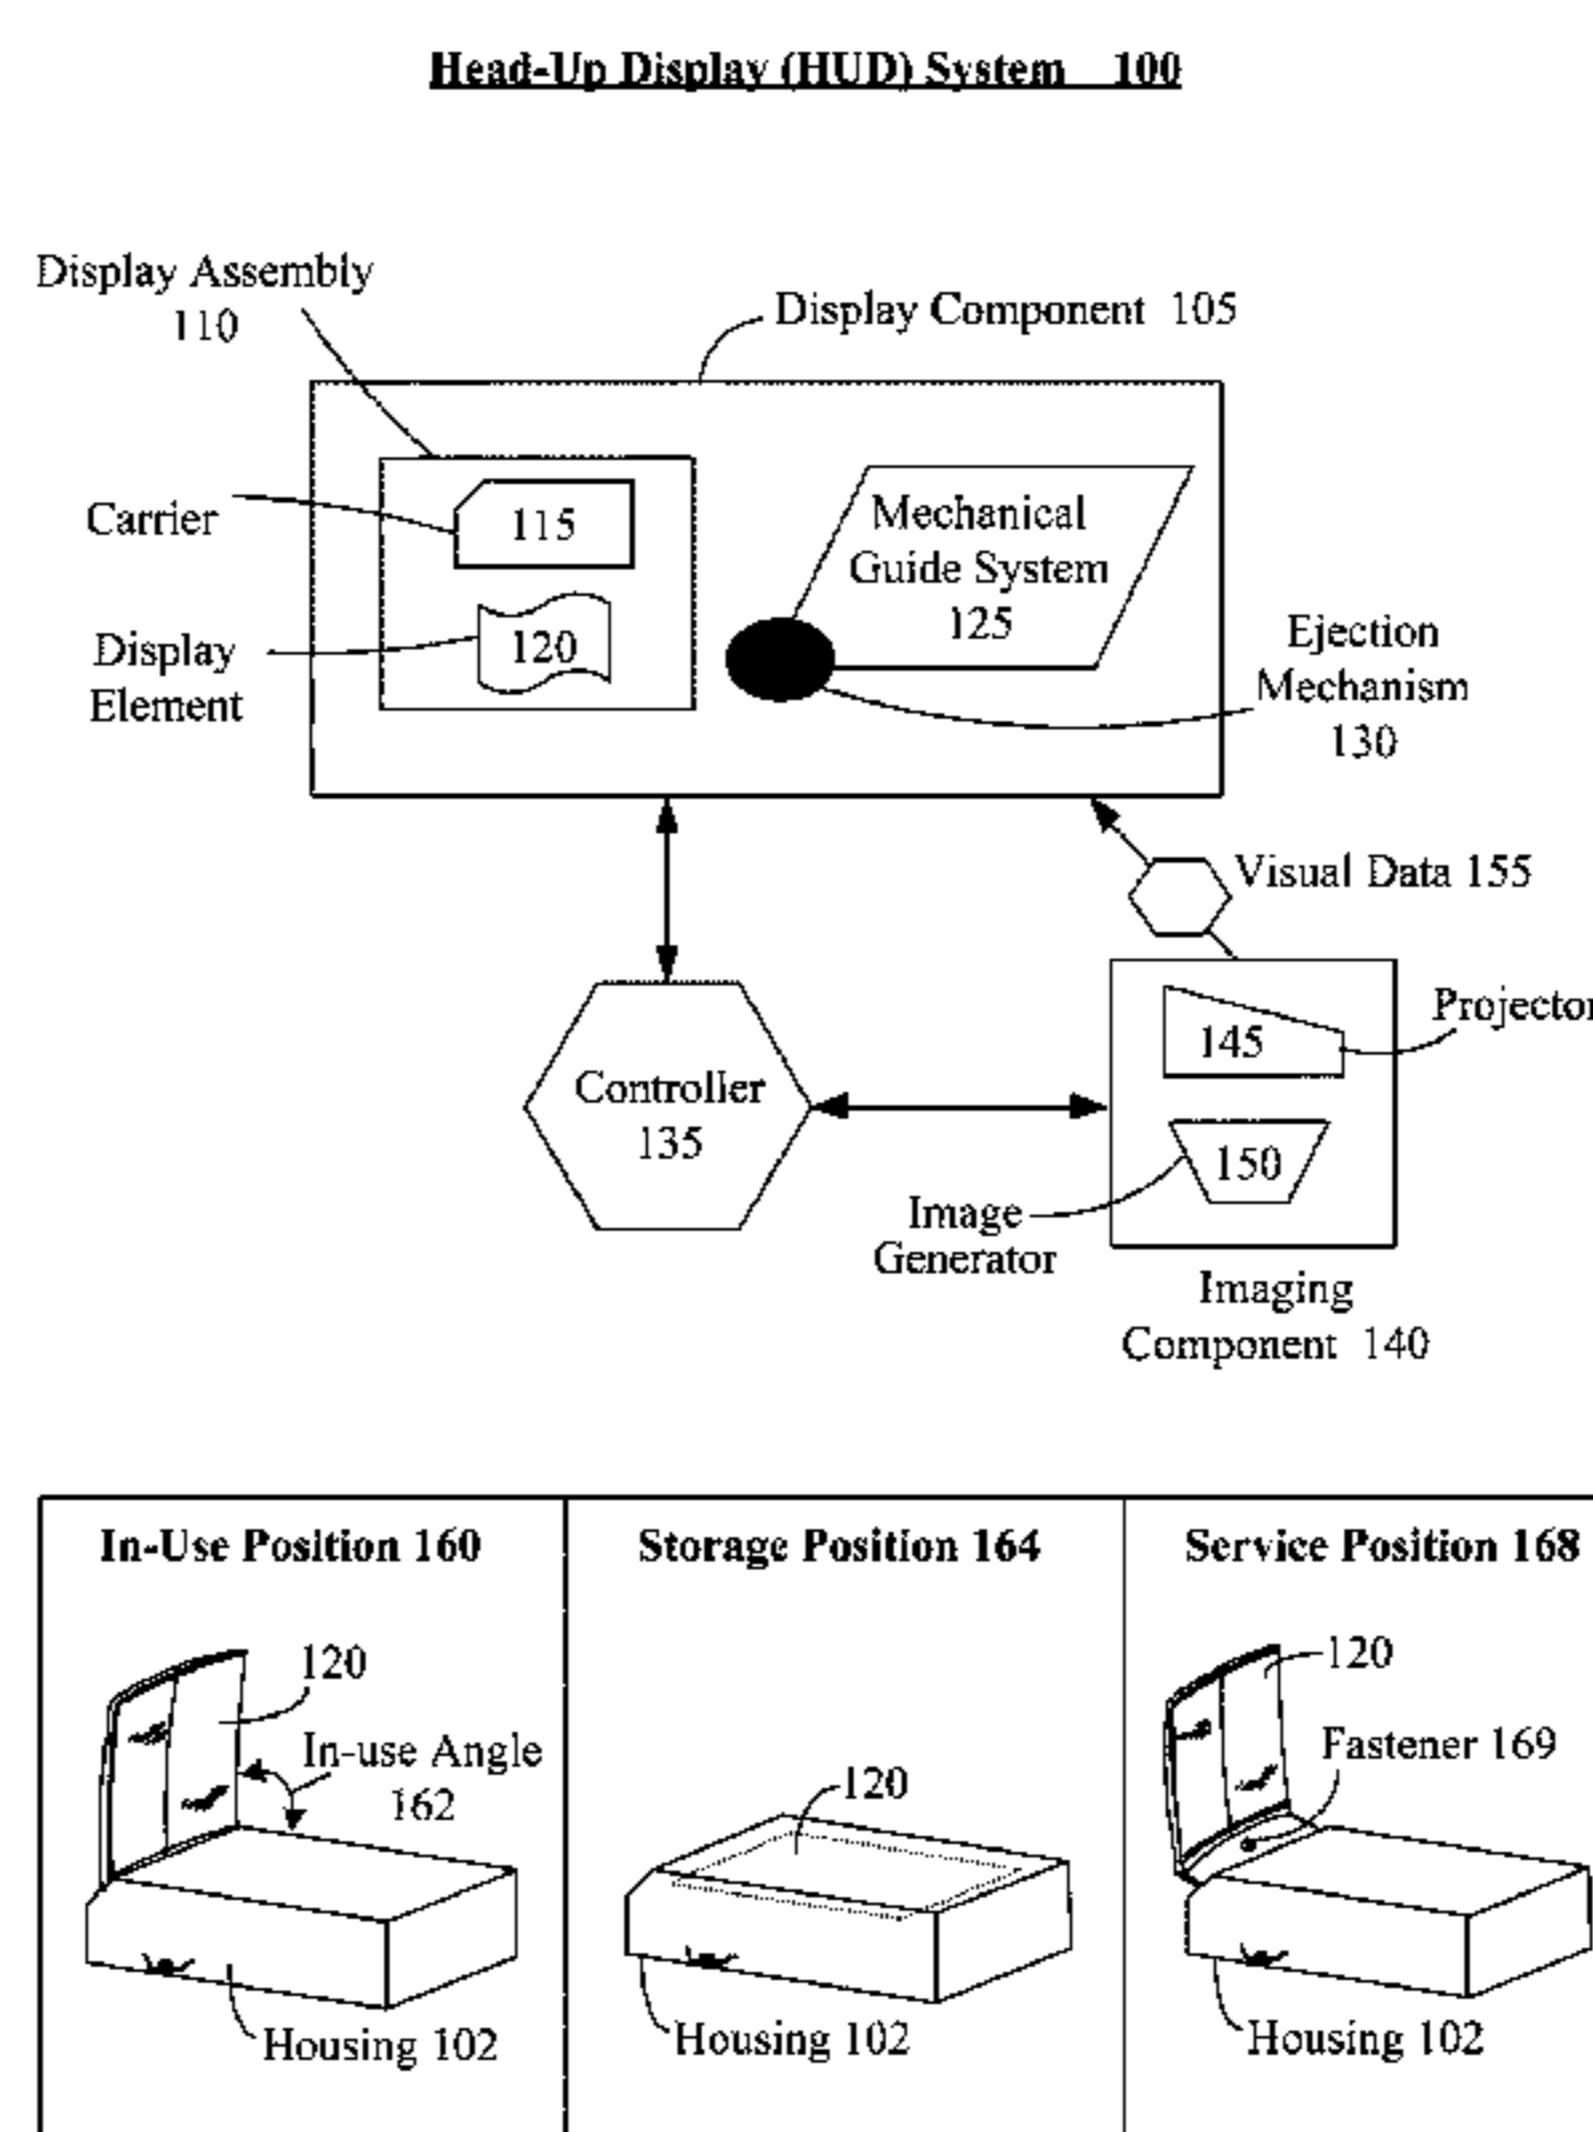 Head-Up Display (HUD) System 100
Display Assembly
110
Display Component 105
Carrier
115
Mechanical
Guide System
125
Display
Element
120
Ejection
Mechanism
130
Visual Data 155
Projector
145
Controller
135
150
Image
Generator
Imaging
Component 140
In-Use Position 160
120
In-use Angle
162
Housing 102
Storage Position 164
120
Housing 102
Service Position 168
120
Fastener 169
Housing 102